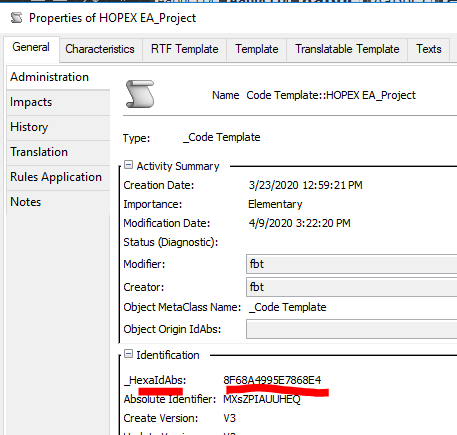 Properties of HOPEX EA_Project
General Characteristics RTF Template Template Translatable Template Texts
Administration
Impacts
History
Translation
Rules Application
Notes
Name Code Template::HOPEX EA_Project
Type: _Code Template
Activity Summary
Creation Date: 3/23/2020 12:59:21 PM
Importance: Elementary
Modification Date: 4/9/2020 3:22:20 PM
Status (Diagnostic):
Modifier: fbt
Creator: fbt
Object MetaClass Name: _Code Template
Object Origin IdAbs:
Identification
_HexaIdAbs: 8F68A4995E7868E4
Absolute Identifier: MXsZPIAUUHEQ
Create Version: V3